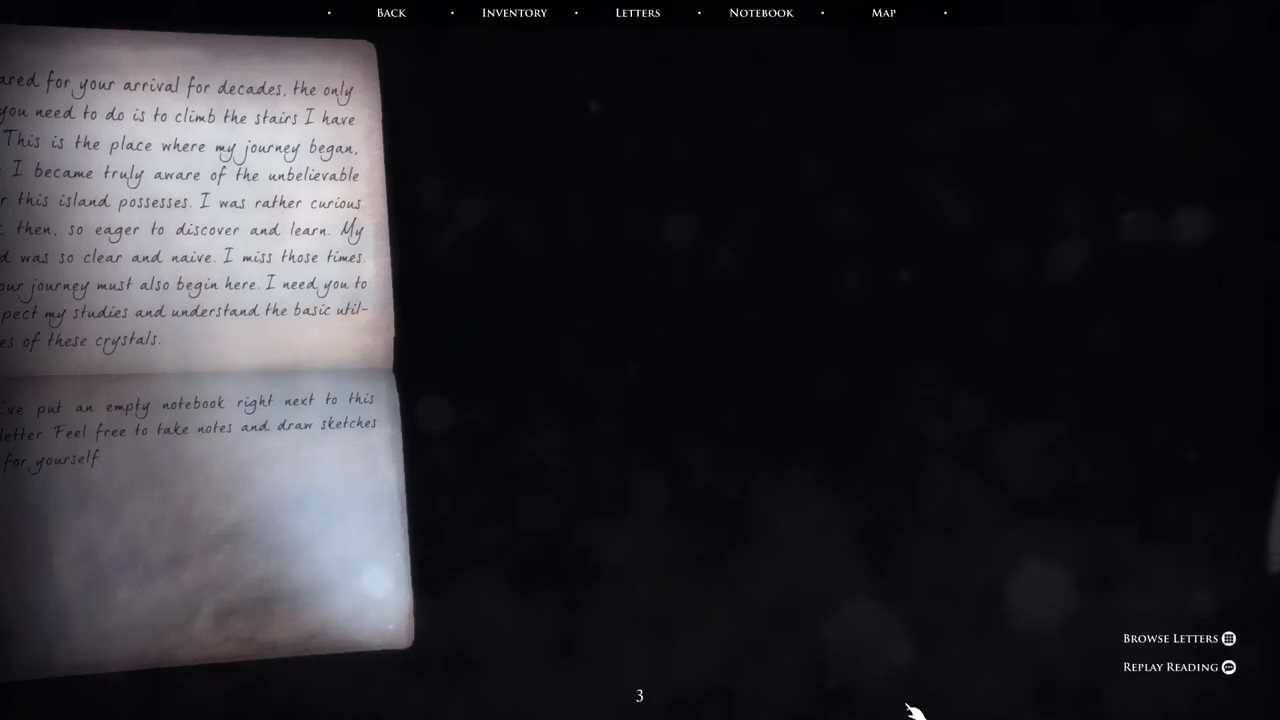 BACK
INVENTORY
LETTERS
NOTEBOOK
MAP
for your arrival for decades, the only
you need to do is to climb the stairs I have
This is the place where my journey began,
I became truly aware of the unbelievable
this island possesses. I was rather curious
then, so eager to discover and learn. My
was so clear and naive. I miss those times.
journey must also begin here. I need you to
my studies and understand the basic util-
of these crystals.
I've put an empty notebook right next to this
letter. Feel free to take notes and draw sketches
for yourself.
BROWSE LETTERS
REPLAY READING
3